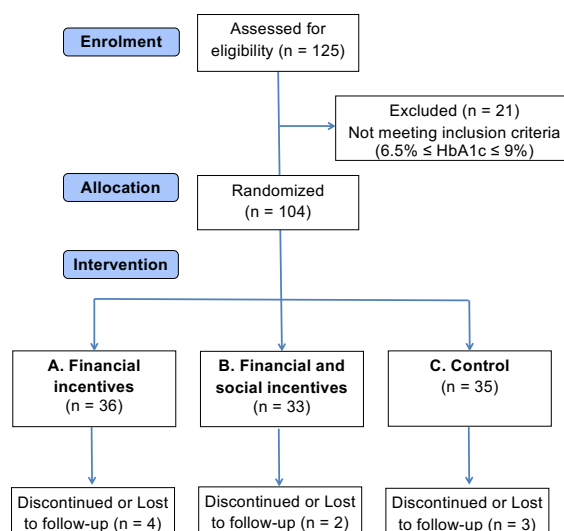 Enrolment
Assessed for
eligibility (n = 125)
Excluded (n = 21)
Not meeting inclusion criteria
(6.5% ≤ HbA1c ≤ 9%)
Allocation
Randomized
(n = 104)
Intervention
A. Financial
incentives
(n = 36)
B. Financial and
social incentives
(n = 33)
C. Control
(n = 35)
Discontinued or Lost
to follow-up (n = 4)
Discontinued or Lost
to follow-up (n = 2)
Discontinued or Lost
to follow-up (n = 3)